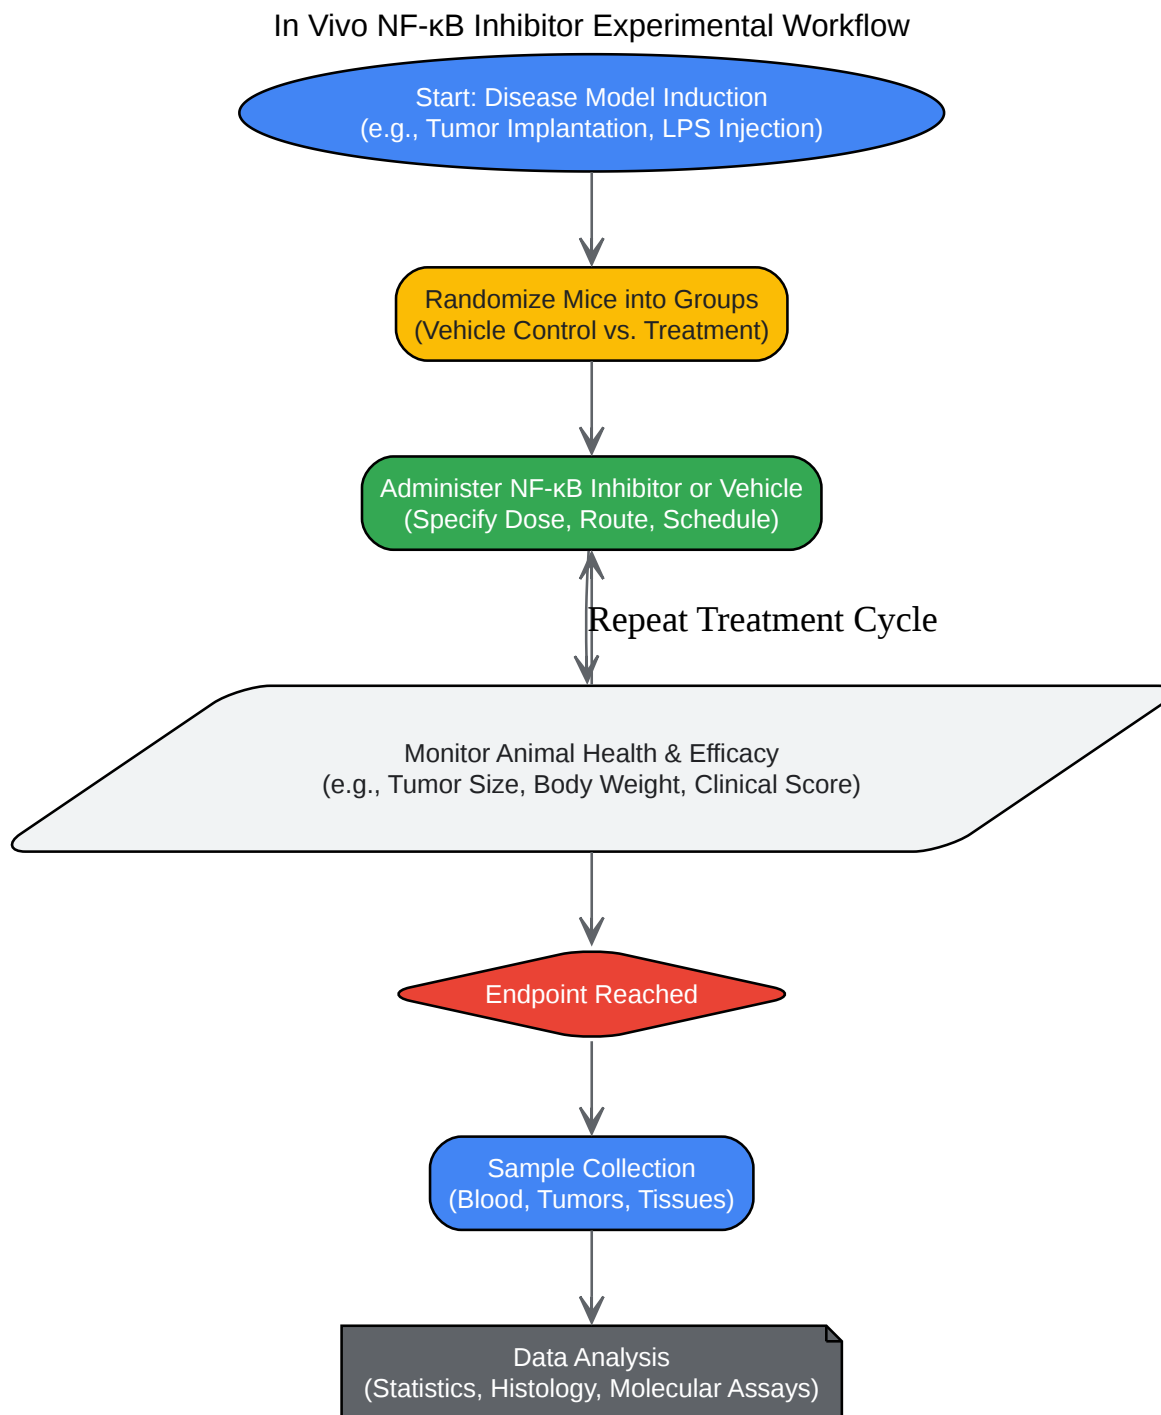 In Vivo NF-κB Inhibitor Experimental Workflow
Start: Disease Model Induction
(e.g., Tumor Implantation, LPS Injection)
Randomize Mice into Groups
(Vehicle Control vs. Treatment)
Administer NF-κB Inhibitor or Vehicle
(Specify Dose, Route, Schedule)
Repeat Treatment Cycle
Monitor Animal Health & Efficacy
(e.g., Tumor Size, Body Weight, Clinical Score)
Endpoint Reached
Sample Collection
(Blood, Tumors, Tissues)
Data Analysis
(Statistics, Histology, Molecular Assays)